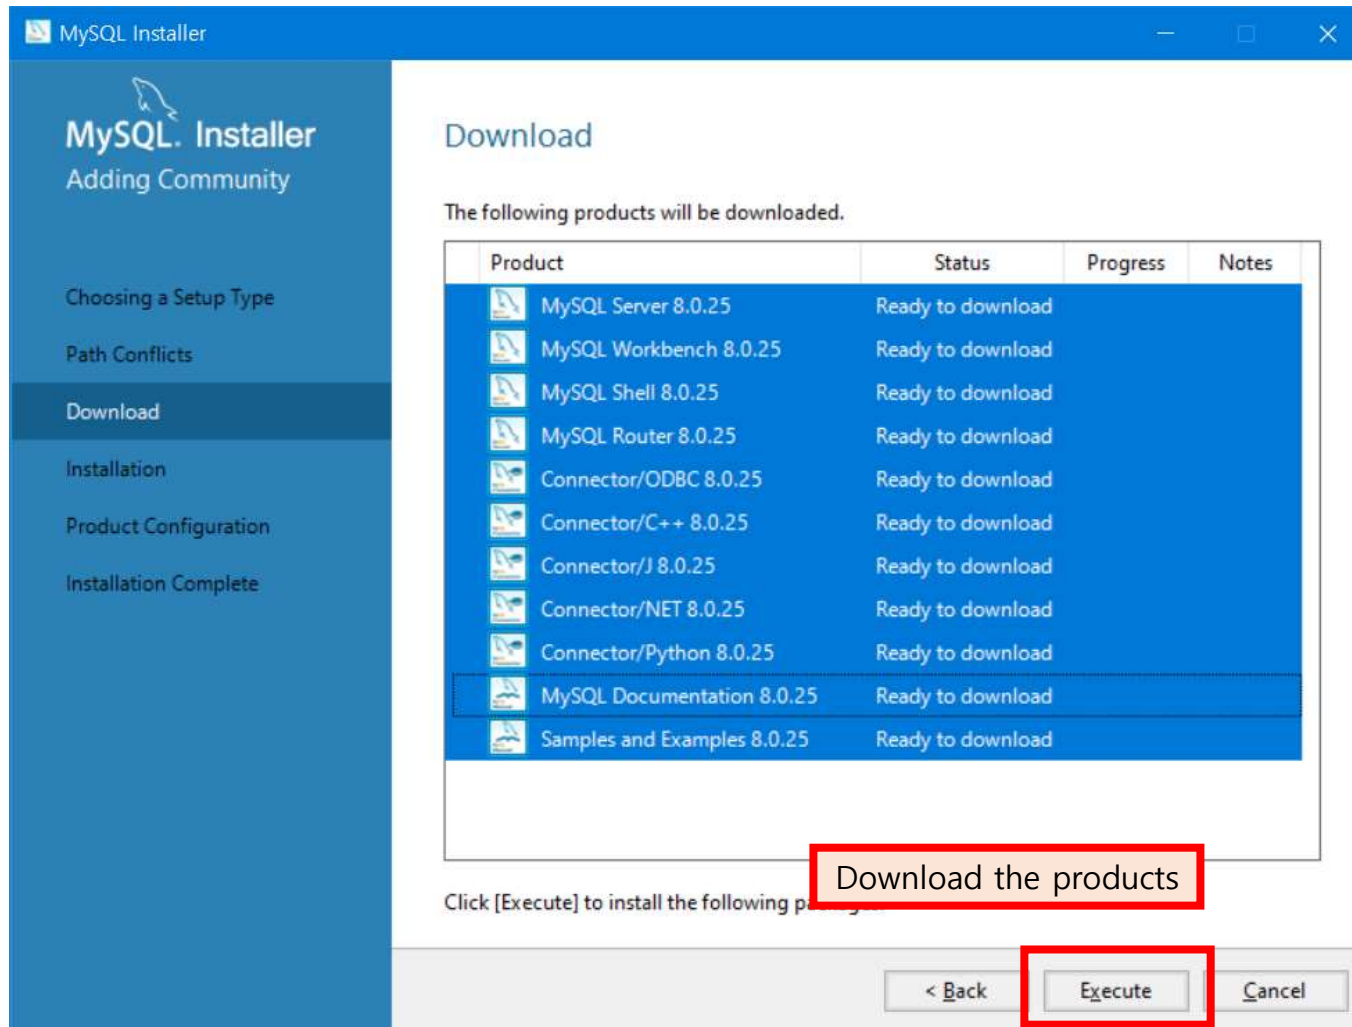 MySQL Installer
MySQL. Installer
Adding Community
Choosing a Setup Type
Path Conflicts
Download
Installation
Product Configuration
Installation Complete
Download
The following products will be downloaded.
Product Status Progress Notes
MySQL Server 8.0.25 Ready to download
MySQL Workbench 8.0.25 Ready to download
MySQL Shell 8.0.25 Ready to download
MySQL Router 8.0.25 Ready to download
Connector/ODBC 8.0.25 Ready to download
Connector/C++ 8.0.25 Ready to download
Connector/J 8.0.25 Ready to download
Connector/NET 8.0.25 Ready to download
Connector/Python 8.0.25 Ready to download
MySQL Documentation 8.0.25 Ready to download
Samples and Examples 8.0.25 Ready to download
Download the products
Click [Execute] to install the following
< Back Execute Cancel